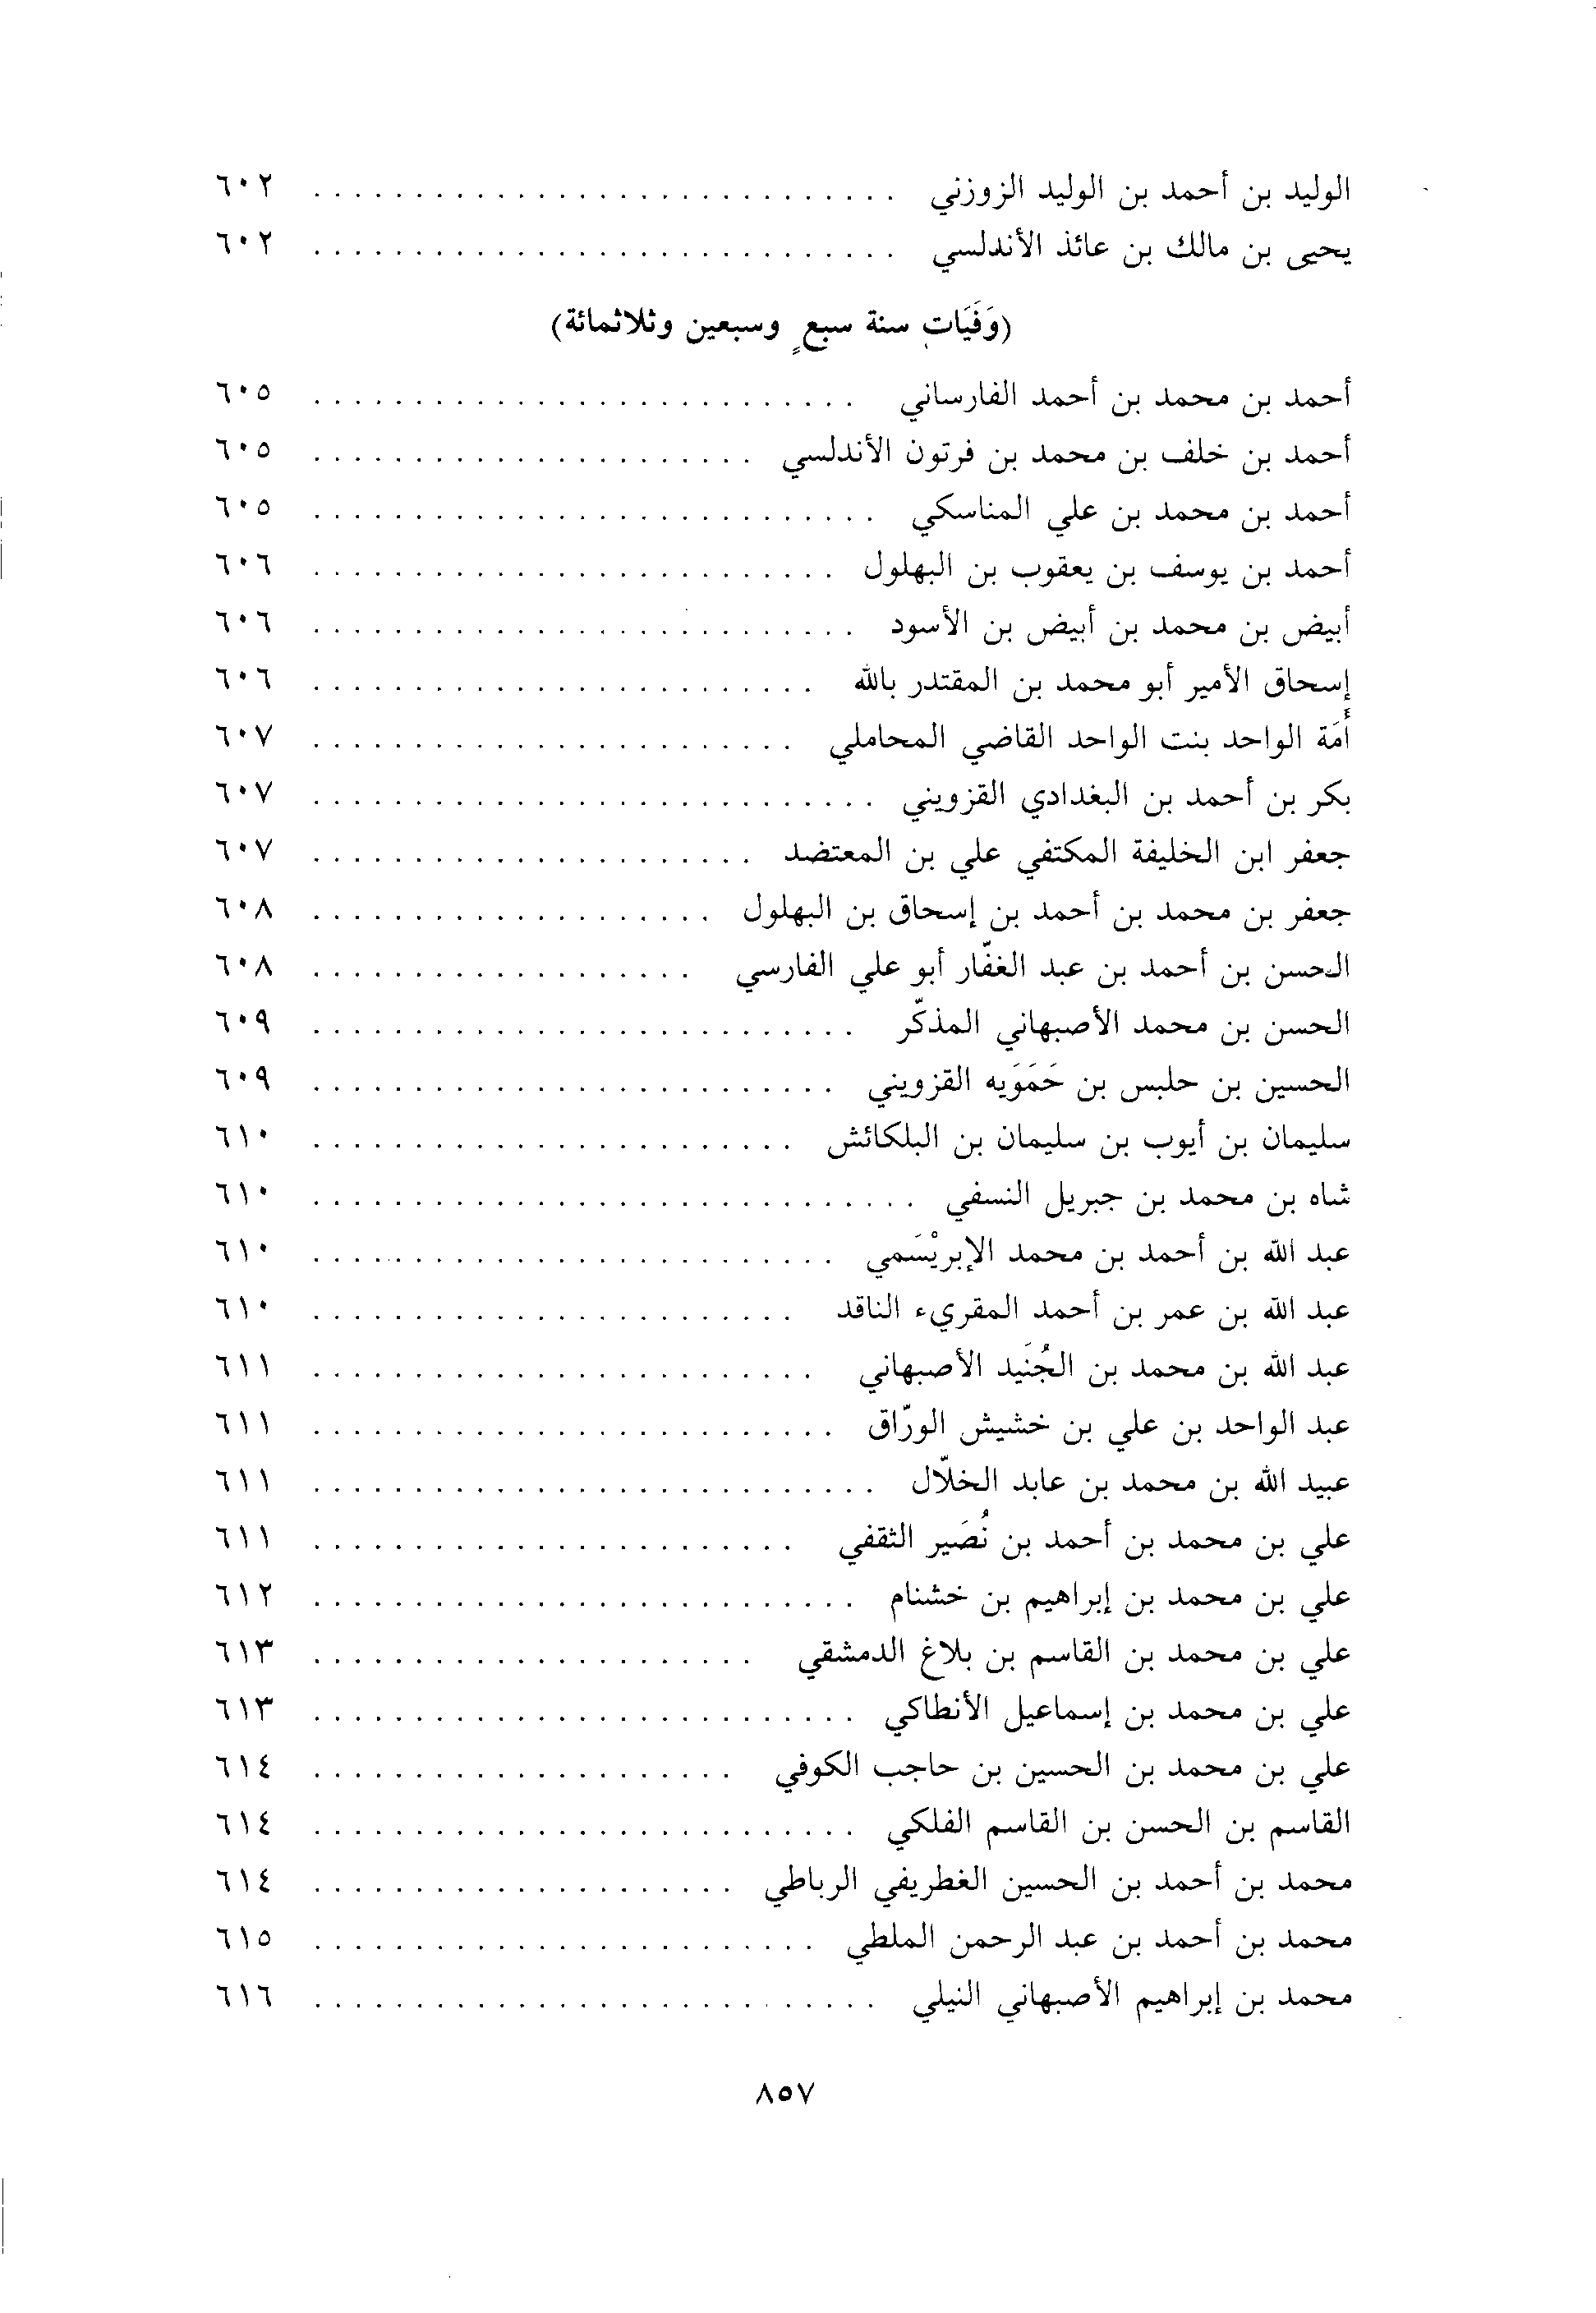 الوليد بن أحمد بن الوليد الزوزني . . . . . . . . . . . . . . . . . . . . . . . . . . . . . ٦٠٢
يحيى بن مالك بن عائذ الأندلسي . . . . . . . . . . . . . . . . . . . . . . . . . . . . . ٦٠٢
(وَفَيَات سنة سبعٍ وسبعين وثلاثمائة)
أحمد بن محمد بن أحمد الفارساني . . . . . . . . . . . . . . . . . . . . . . . . . . . ٦٠٥
أحمد بن خلف بن محمد بن فرتون الأندلسي . . . . . . . . . . . . . . . . . . . . . . ٦٠٥
أحمد بن محمد بن علي المناسكي . . . . . . . . . . . . . . . . . . . . . . . . . . . . ٦٠٥
أحمد بن يوسف بن يعقوب بن البهلول . . . . . . . . . . . . . . . . . . . . . . . . . . ٦٠٦
أبيض بن محمد بن أبيض بن الأسود . . . . . . . . . . . . . . . . . . . . . . . . . . . ٦٠٦
إسحاق الأمير أبو محمد بن المقتدر بالله . . . . . . . . . . . . . . . . . . . . . . . . . ٦٠٦
أَمَة الواحد بنت الواحد القاضي المحاملي . . . . . . . . . . . . . . . . . . . . . . . . ٦٠٧
بكر بن أحمد بن البغدادي القزويني . . . . . . . . . . . . . . . . . . . . . . . . . . . . ٦٠٧
جعفر ابن الخليفة المكتفي علي بن المعتضد . . . . . . . . . . . . . . . . . . . . . . ٦٠٧
جعفر بن محمد بن أحمد بن إسحاق بن البهلول . . . . . . . . . . . . . . . . . . . . ٦٠٨
الحسن بن أحمد بن عبد الغفّار أبو علي الفارسي . . . . . . . . . . . . . . . . . . . ٦٠٨
الحسن بن محمد الأصبهاني المذكّر . . . . . . . . . . . . . . . . . . . . . . . . . . . ٦٠٩
الحسين بن حلبس بن حَمَوَيه القزويني . . . . . . . . . . . . . . . . . . . . . . . . . . ٦٠٩
سليمان بن أيوب بن سليمان بن البلكائش . . . . . . . . . . . . . . . . . . . . . . . . ٦١٠
شاه بن محمد بن جبريل النسفي . . . . . . . . . . . . . . . . . . . . . . . . . . . . . . ٦١٠
عبد الله بن أحمد بن محمد الإبريْسَمي . . . . . . . . . . . . . . . . . . . . . . . . . . ٦١٠
عبد الله بن عمر بن أحمد المقريء الناقد . . . . . . . . . . . . . . . . . . . . . . . . ٦١٠
عبد الله بن محمد بن الجُنَيد الأصبهاني . . . . . . . . . . . . . . . . . . . . . . . . . ٦١١
عبد الواحد بن علي بن خشيش الورّاق . . . . . . . . . . . . . . . . . . . . . . . . . . ٦١١
عبيد الله بن محمد بن عابد الخلّال . . . . . . . . . . . . . . . . . . . . . . . . . . . . ٦١١
علي بن محمد بن أحمد بن نُصَير الثقفي . . . . . . . . . . . . . . . . . . . . . . . . ٦١١
علي بن محمد بن إبراهيم بن خشنام . . . . . . . . . . . . . . . . . . . . . . . . . . . ٦١٢
علي بن محمد بن القاسم بن بلاغ الدمشقي . . . . . . . . . . . . . . . . . . . . . . ٦١٣
علي بن محمد بن إسماعيل الأنطاكي . . . . . . . . . . . . . . . . . . . . . . . . . . . ٦١٣
علي بن محمد بن الحسين بن حاجب الكوفي . . . . . . . . . . . . . . . . . . . . . ٦١٤
القاسم بن الحسن بن القاسم الفلكي . . . . . . . . . . . . . . . . . . . . . . . . . . . ٦١٤
محمد بن أحمد بن الحسين الغطريفي الرباطي . . . . . . . . . . . . . . . . . . . . . ٦١٤
محمد بن أحمد بن عبد الرحمن الملطي . . . . . . . . . . . . . . . . . . . . . . . . . ٦١٥
محمد بن إبراهيم الأصبهاني النيلي . . . . . . . . . . . . . . . . . . . . . . . . . . . . ٦١٦
٨٥٧